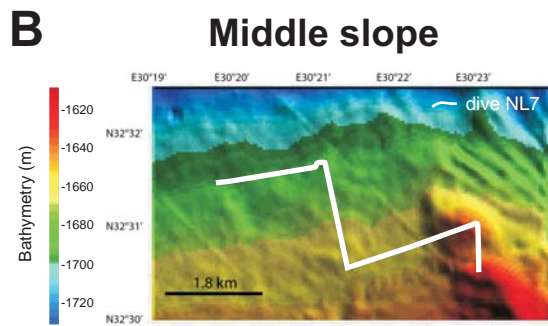 B
Middle slope
E30°19' E30°20' E30°21' E30°22' E30°23'
dive NL7
N32°32'
N32°31'
N32°30'
1.8 km
Bathymetry (m)
-1620
-1640
-1660
-1680
-1700
-1720